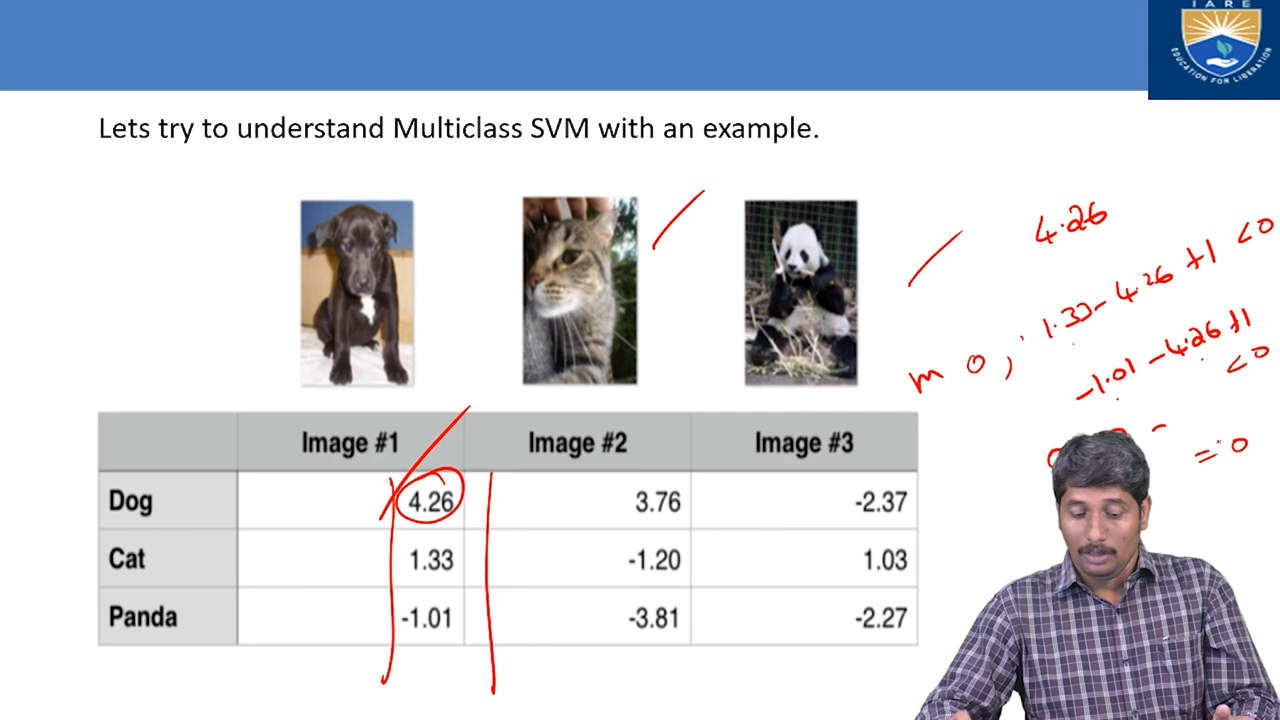 IARE
EDUCATION FOR LIBERATION
Lets try to understand Multiclass SVM with an example.
4.26
m 0, 1.33 - 4.26 +1 <0
-1.01 - 4.26 +1
<0
= 0
Image #1 Image #2 Image #3
Dog 4.26 3.76 -2.37
Cat 1.33 -1.20 1.03
Panda -1.01 -3.81 -2.27